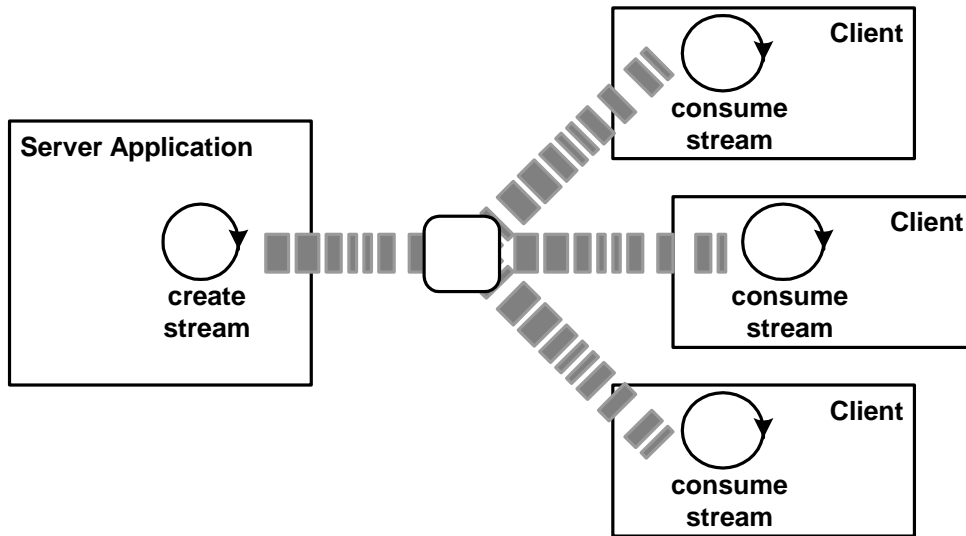 Server Application
create
stream
Client
consume
stream
Client
consume
stream
Client
consume
stream